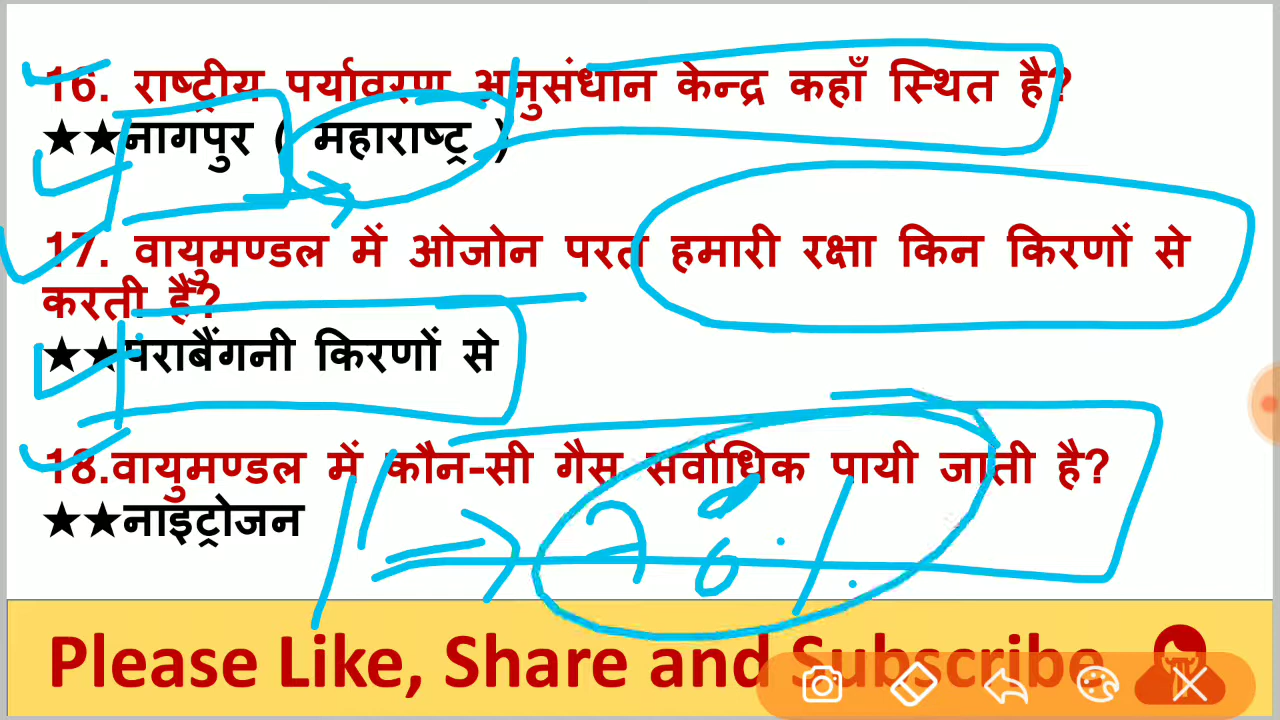 16. राष्ट्रीय पर्यावरण अनुसंधान केन्द्र कहाँ स्थित है?
★★नागपुर ( महाराष्ट्र )
17. वायुमण्डल में ओजोन परत हमारी रक्षा किन किरणों से
करती है?
★★पराबैंगनी किरणों से
18.वायुमण्डल में कौन-सी गैस सर्वाधिक पायी जाती है?
★★नाइट्रोजन
78%
Please Like, Share and Subscribe